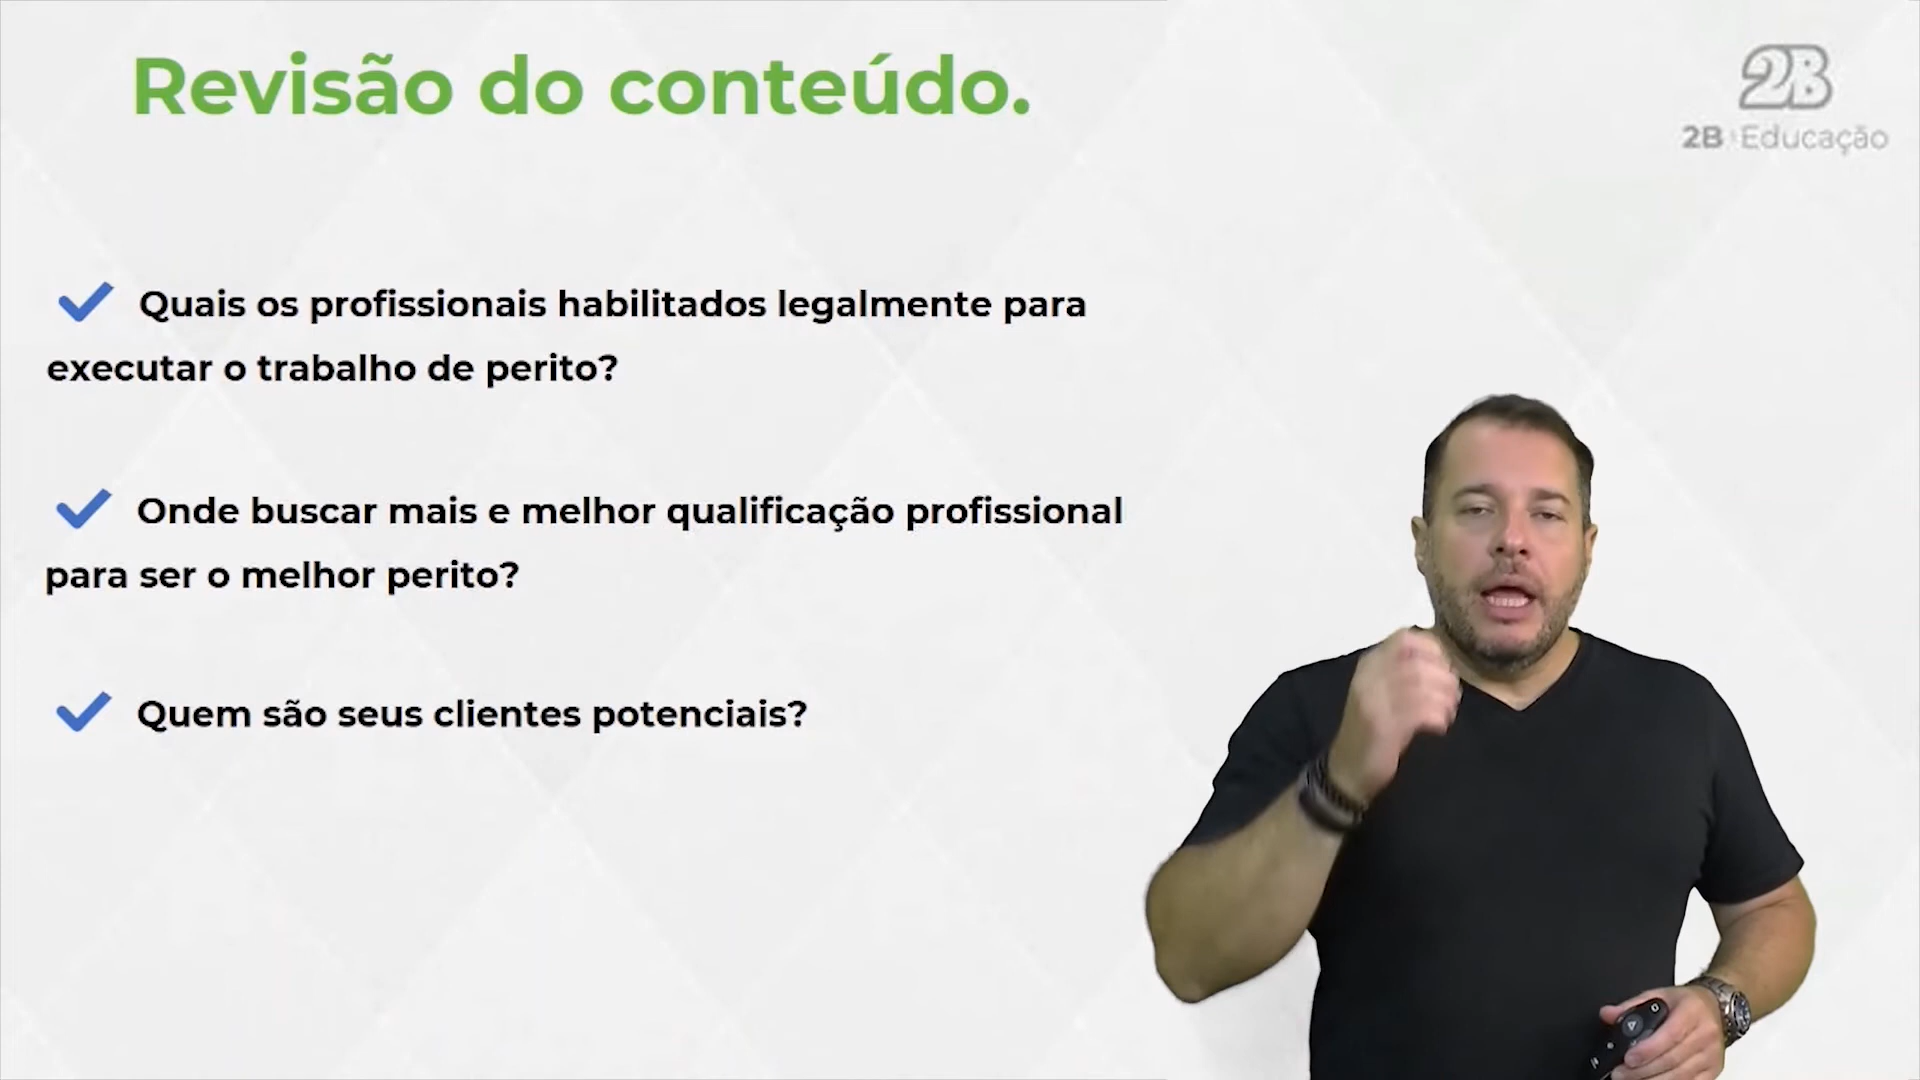 Revisão do conteúdo.
2B
2B Educação
Quais os profissionais habilitados legalmente para
executar o trabalho de perito?
Onde buscar mais e melhor qualificação profissional
para ser o melhor perito?
Quem são seus clientes potenciais?